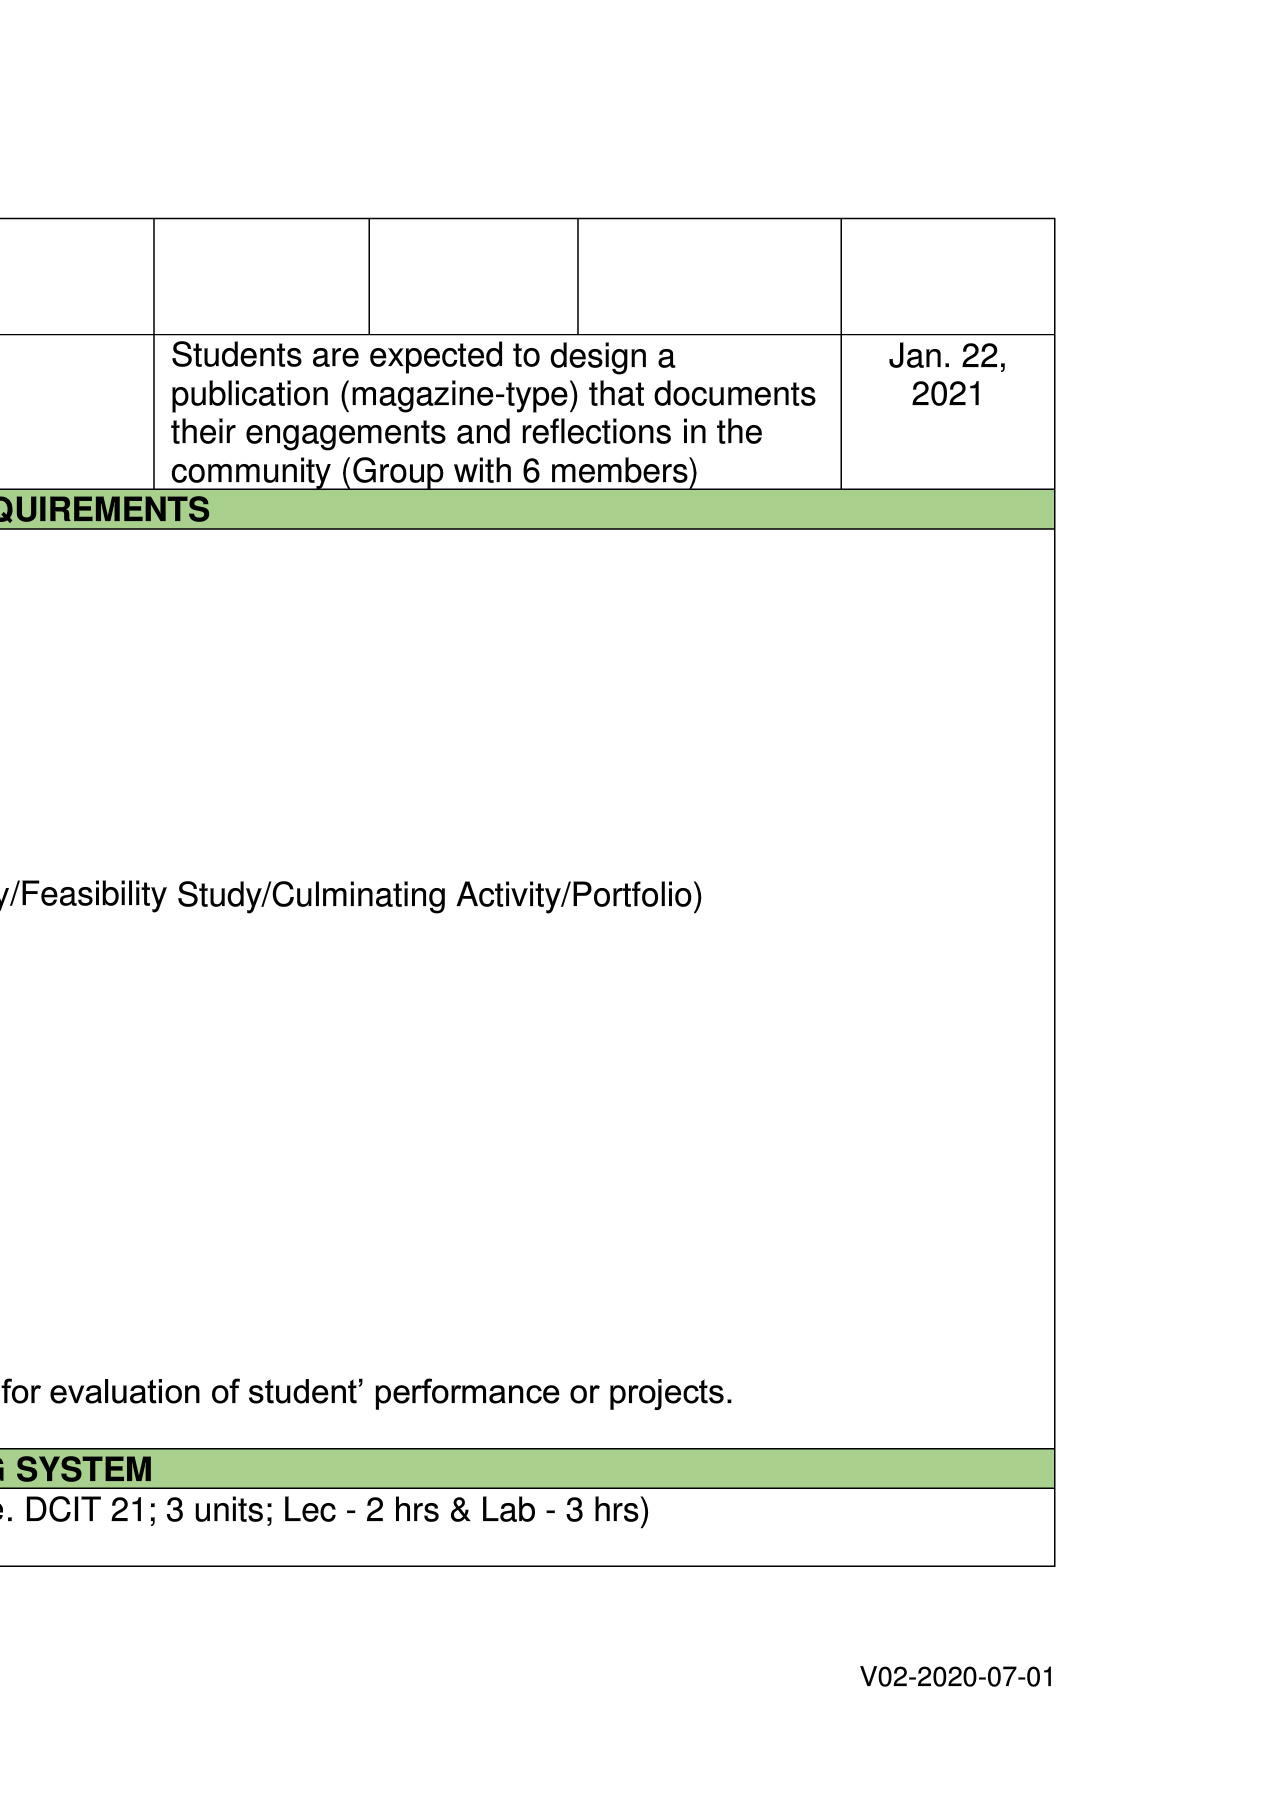 Students are expected to design a
publication (magazine-type) that documents
their engagements and reflections in the
community (Group with 6 members)
Jan. 22,
2021
QUIREMENTS
y/Feasibility Study/Culminating Activity/Portfolio)
for evaluation of student’ performance or projects.
G SYSTEM
e. DCIT 21; 3 units; Lec - 2 hrs & Lab - 3 hrs)
V02-2020-07-01